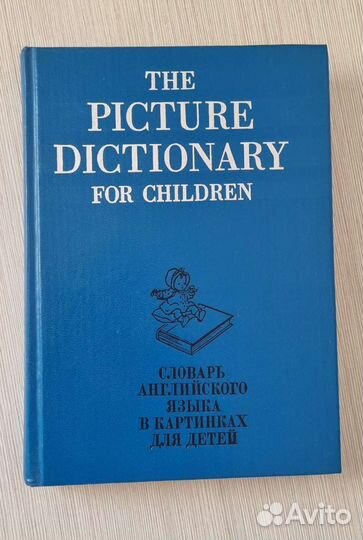 THE
PICTURE
DICTIONARY
FOR CHILDREN
СЛОВАРЬ
АНГЛИЙСКОГО
ЯЗЫКА
В КАРТИНКАХ
ДЛЯ ДЕТЕЙ
Avito